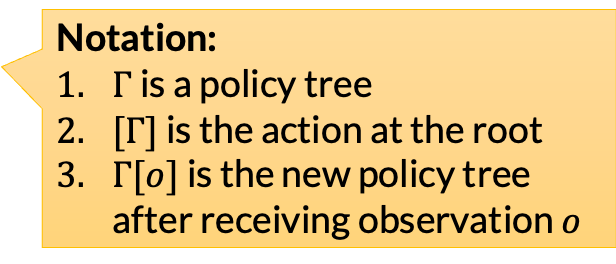 Notation:
1. Γ is a policy tree
2. [Γ] is the action at the root
3. Γ[o] is the new policy tree
after receiving observation o